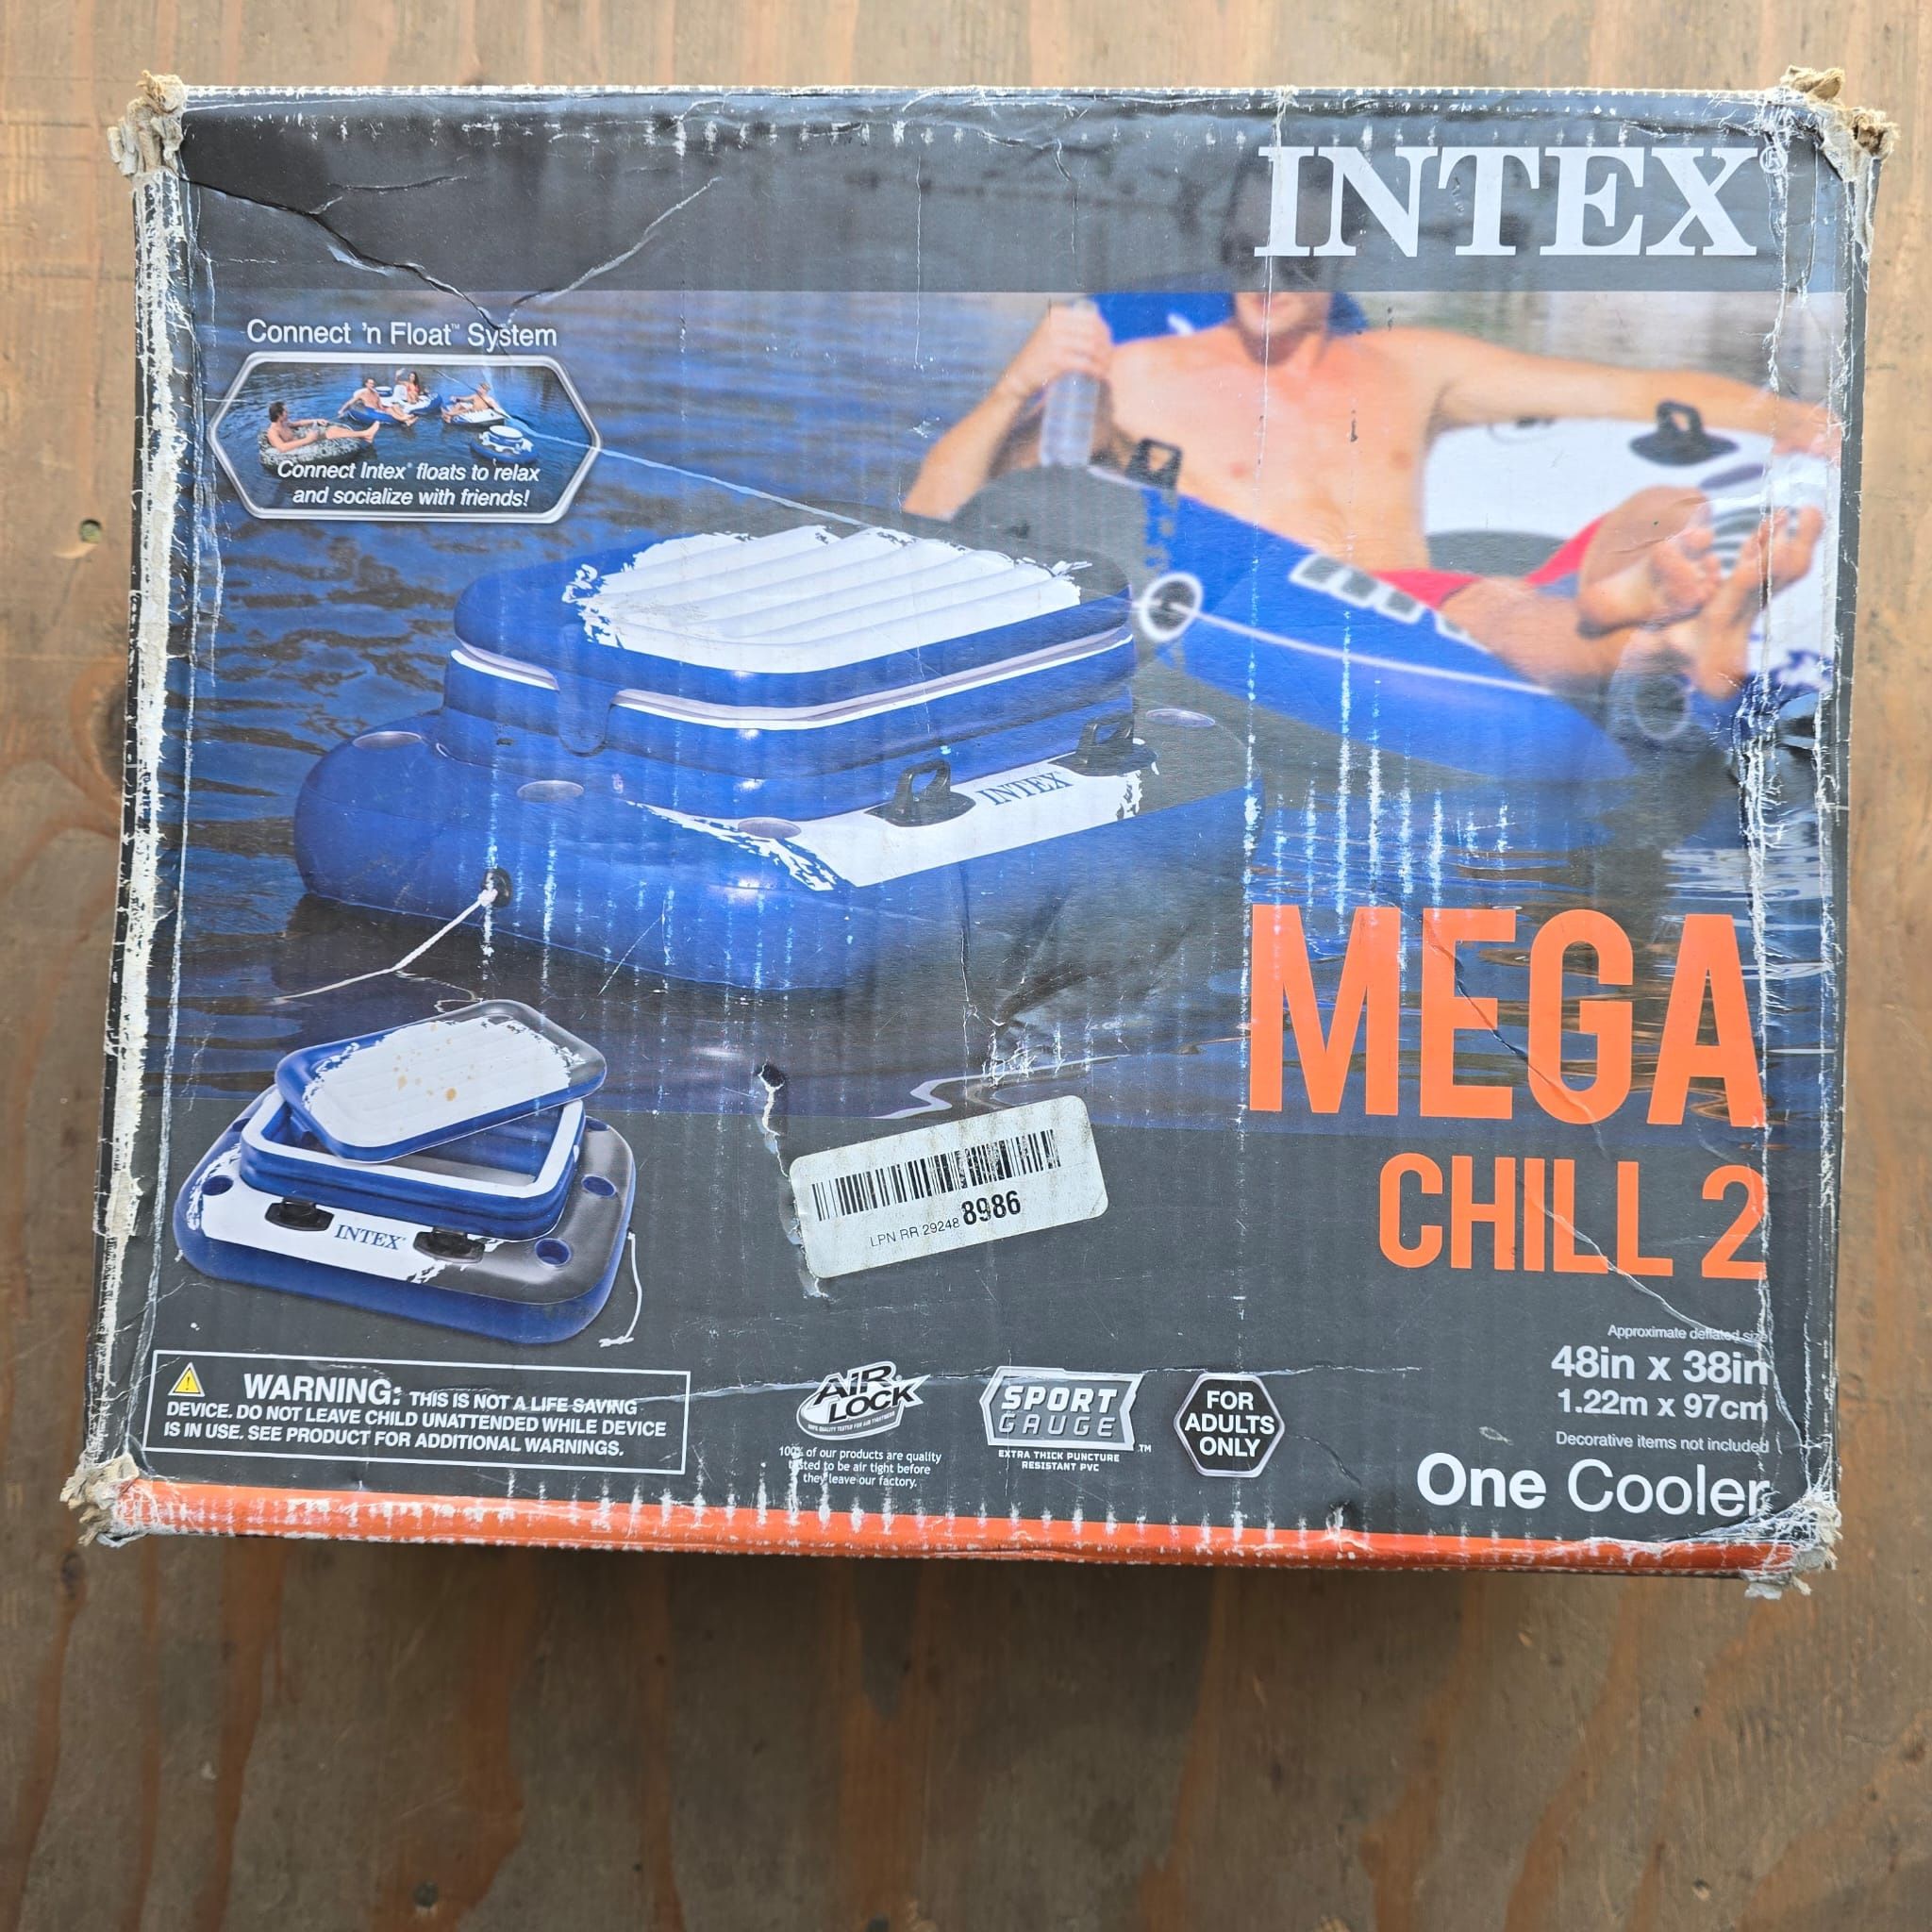 INTEX®
Connect 'n Float™ System
Connect Intex® floats to relax
and socialize with friends!
INTEX
MEGA
CHILL 2
LPN RR 29248 8986
INTEX®
Approximate deflated size
48in x 38in
1.22m x 97cm
Decorative items not included
One Cooler
WARNING: THIS IS NOT A LIFE SAVING
DEVICE. DO NOT LEAVE CHILD UNATTENDED WHILE DEVICE
IS IN USE. SEE PRODUCT FOR ADDITIONAL WARNINGS.
AIR
LOCK
100% of our products are quality
tested to be air tight before
they leave our factory.
SPORT
GAUGE ™
EXTRA THICK PUNCTURE
RESISTANT PVC
FOR
ADULTS
ONLY